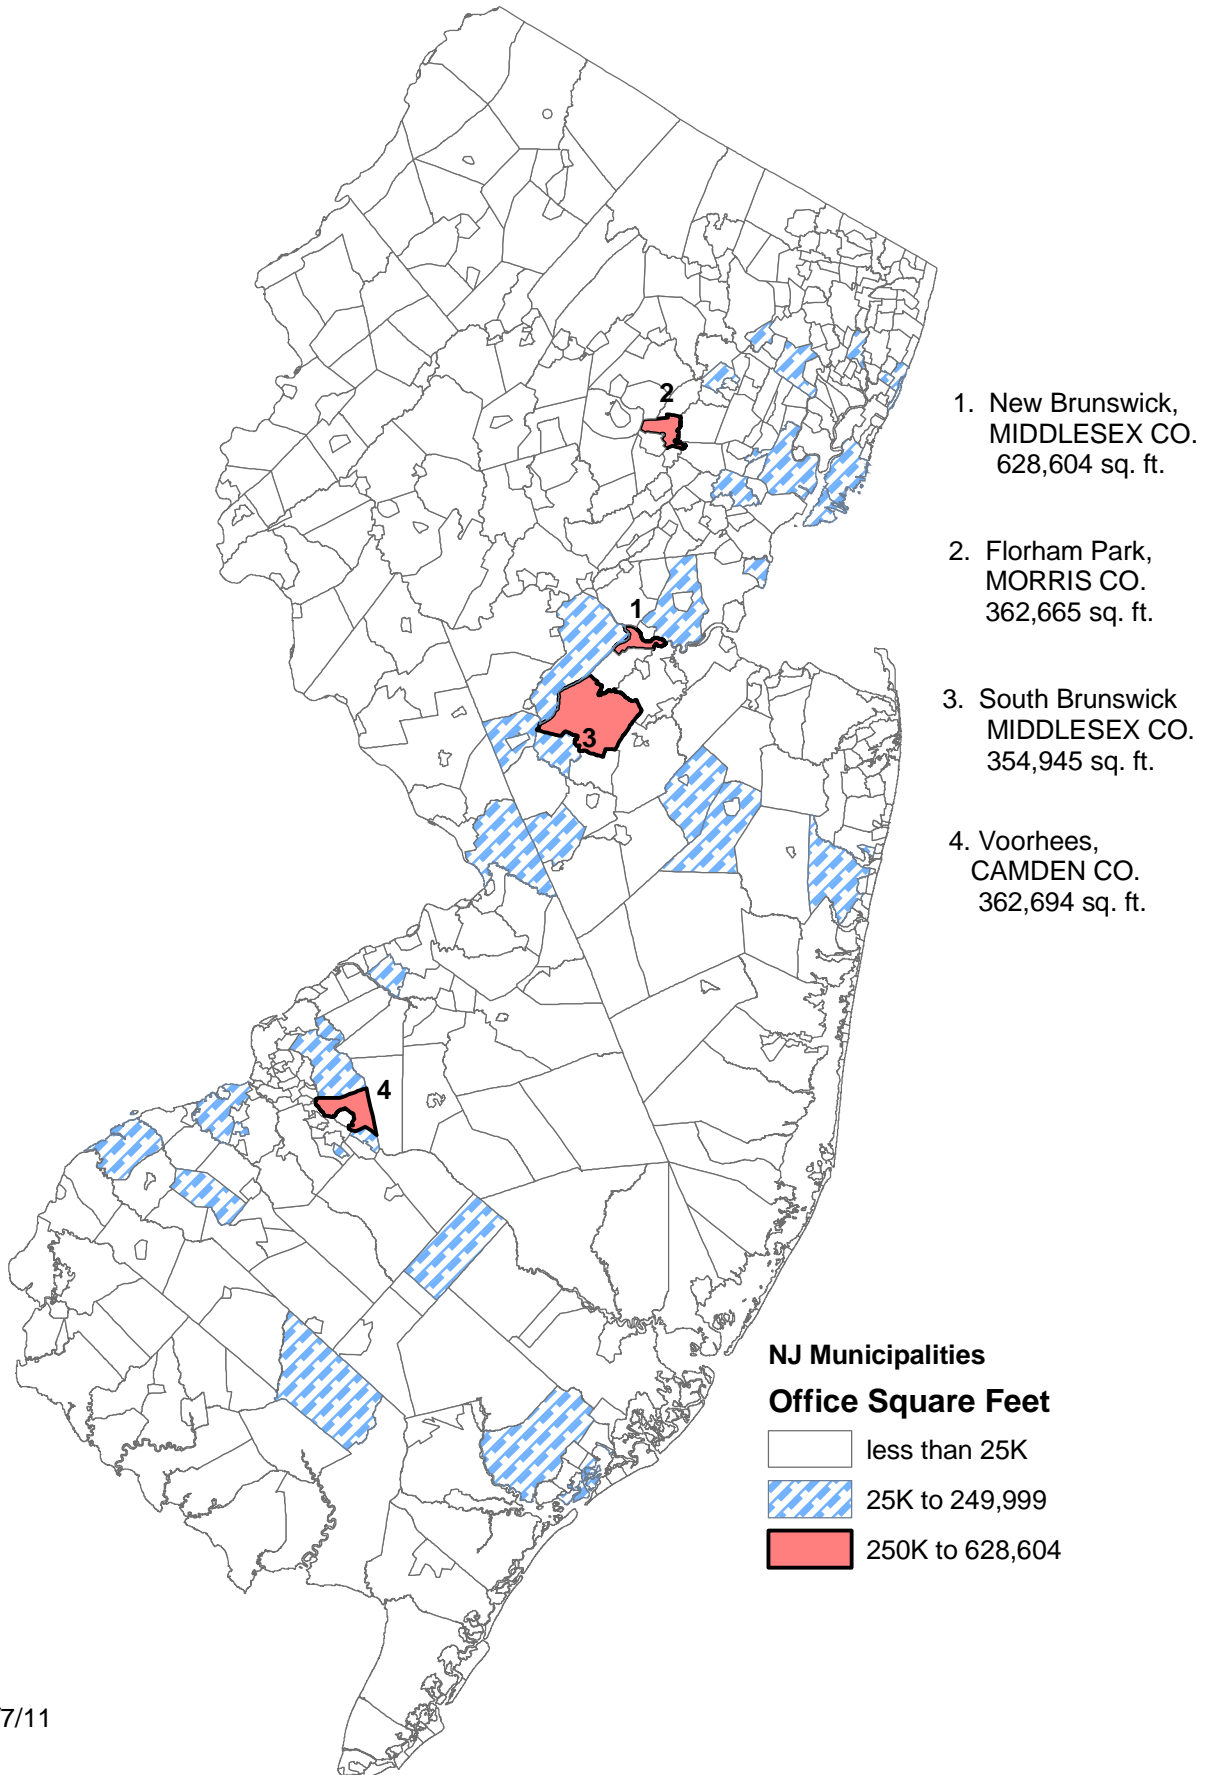 2
1. New Brunswick,
MIDDLESEX CO.
628,604 sq. ft.
2. Florham Park,
MORRIS CO.
362,665 sq. ft.
1
3. South Brunswick
MIDDLESEX CO.
354,945 sq. ft.
3
4. Voorhees,
CAMDEN CO.
362,694 sq. ft.
4
NJ Municipalities
Office Square Feet
less than 25K
25K to 249,999
250K to 628,604
7/11